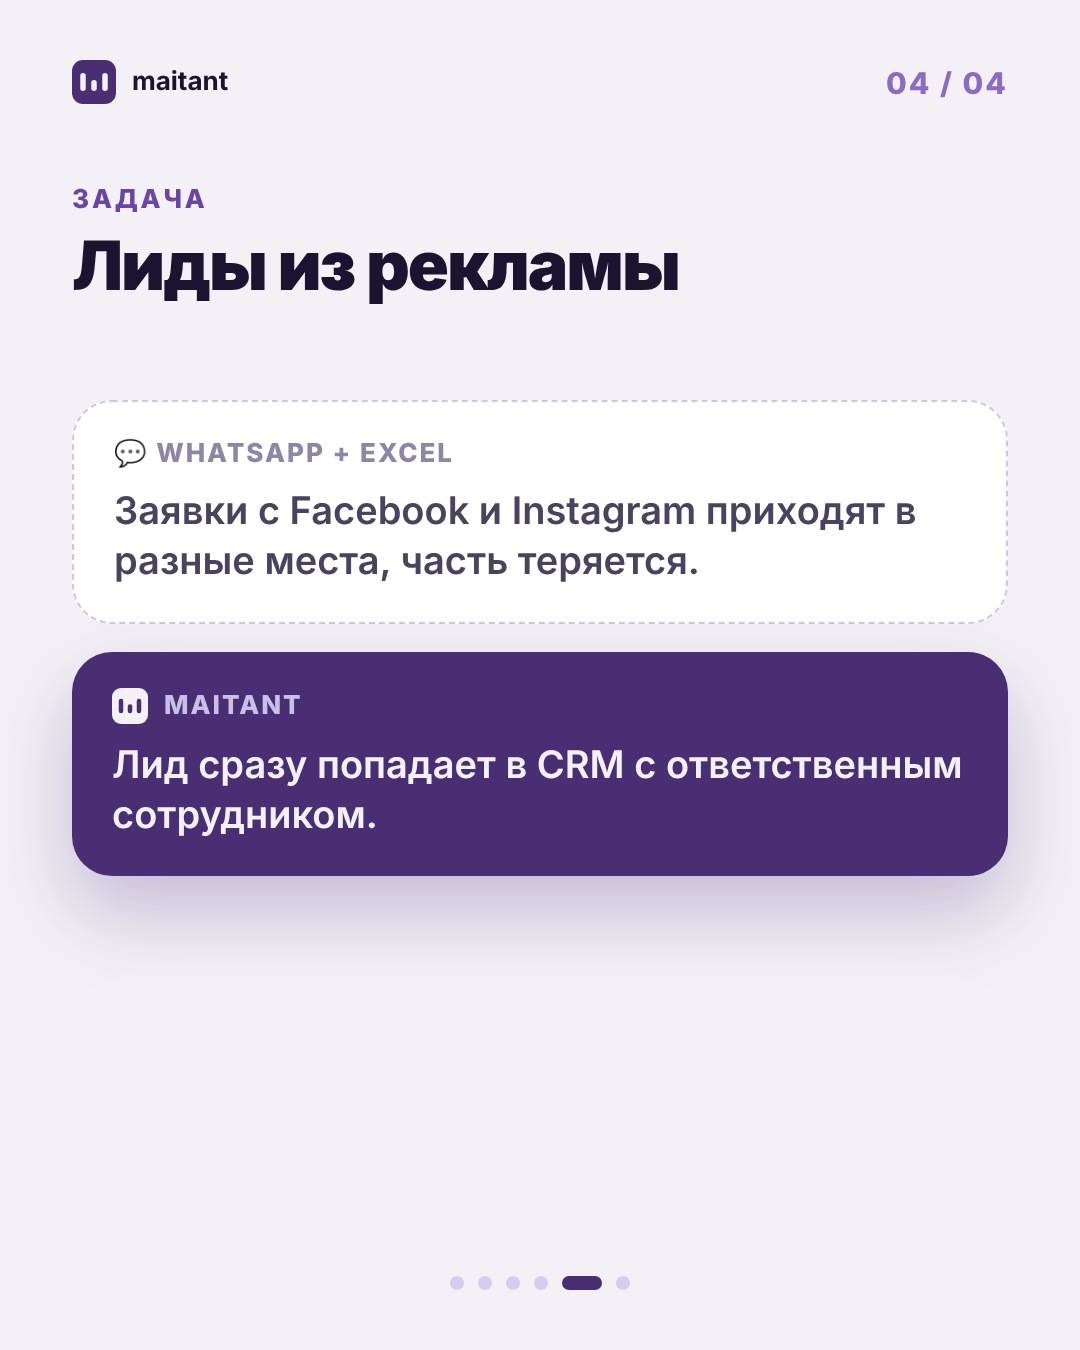 maitant
04 / 04
ЗАДАЧА
Лиды из рекламы
💬 WHATSAPP + EXCEL
Заявки с Facebook и Instagram приходят в
разные места, часть теряется.
MAITANT
Лид сразу попадает в CRM с ответственным
сотрудником.